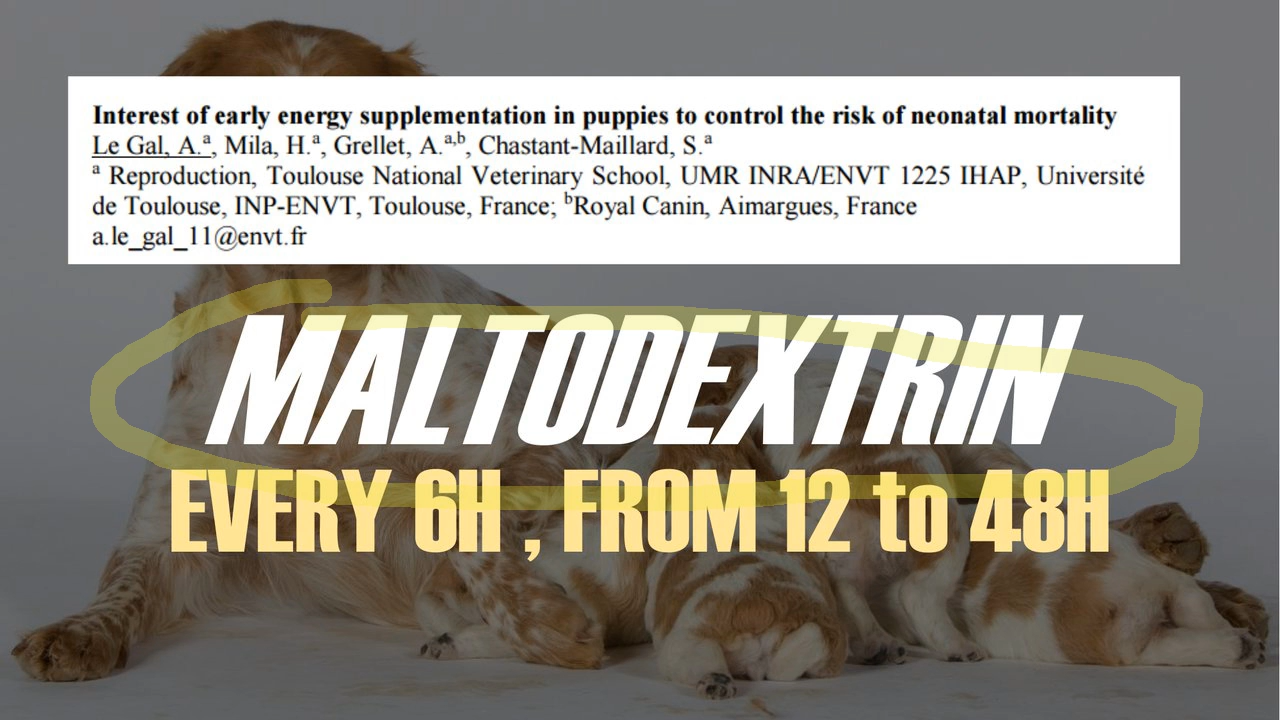 Interest of early energy supplementation in puppies to control the risk of neonatal mortality
Le Gal, A.ᵃ, Mila, H.ᵃ, Grellet, A.ᵃ,ᵇ, Chastant-Maillard, S.ᵃ
ᵃ Reproduction, Toulouse National Veterinary School, UMR INRA/ENVT 1225 IHAP, Université
de Toulouse, INP-ENVT, Toulouse, France; ᵇRoyal Canin, Aimargues, France
a.le_gal_11@envt.fr
MALTODEXTRIN
EVERY 6H , FROM 12 to 48H